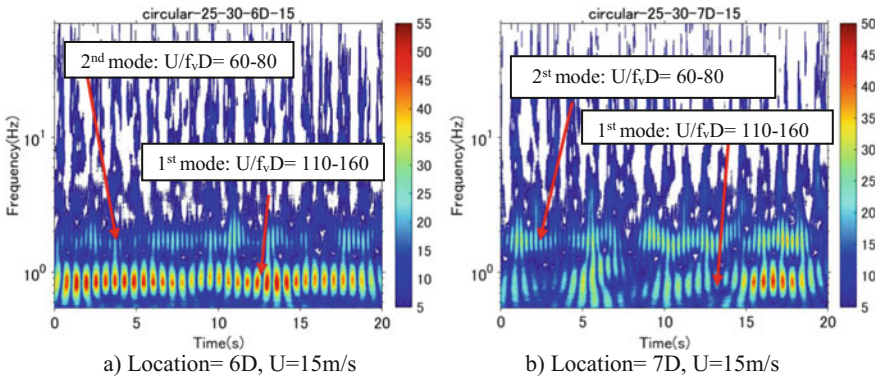 circular-25-30-6D-15
2nd mode: U/fvD= 60-80
1st mode: U/fvD= 110-160
Frequency(Hz)
10^1
10^0
0 5 10 15 20
Time(s)
55
50
45
40
35
30
25
20
15
10
5
a) Location= 6D, U=15m/s
circular-25-30-7D-15
2st mode: U/fvD= 60-80
1st mode: U/fvD= 110-160
Frequency(Hz)
10^1
10^0
0 5 10 15 20
Time(s)
50
45
40
35
30
25
20
15
10
5
b) Location= 7D, U=15m/s